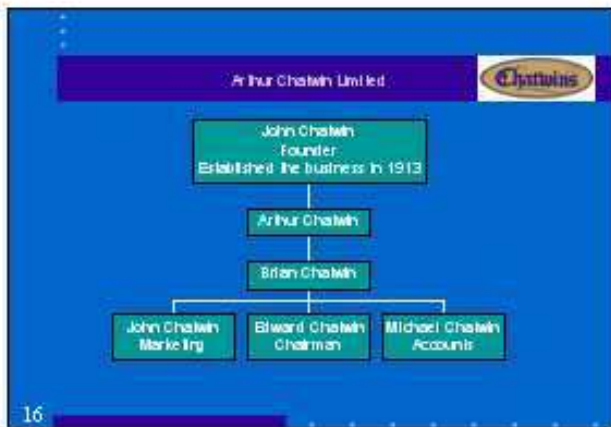 Arthur Chatwin Limited
Chatwins
John Chatwin
Founder
Established the business in 1913
Arthur Chatwin
Brian Chatwin
John Chatwin
Marketing
Edward Chatwin
Chairman
Michael Chatwin
Accounts
16